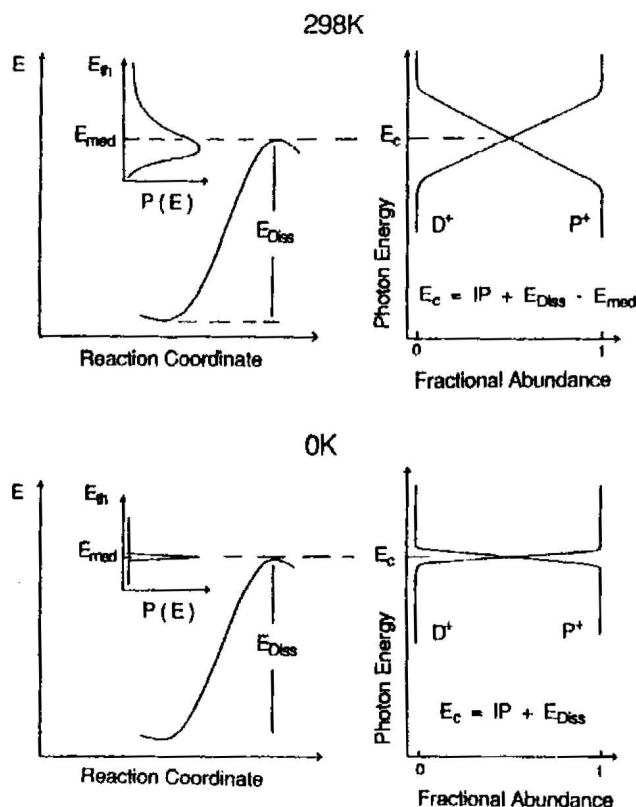 298K
E
E_th
E_med
P(E)
E_Diss
Reaction Coordinate
E_c
Photon Energy
D⁺
P⁺
E_c = IP + E_Diss - E_med
0
1
Fractional Abundance
0K
E
E_th
E_med
P(E)
E_Diss
Reaction Coordinate
E_c
Photon Energy
D⁺
P⁺
E_c = IP + E_Diss
0
1
Fractional Abundance